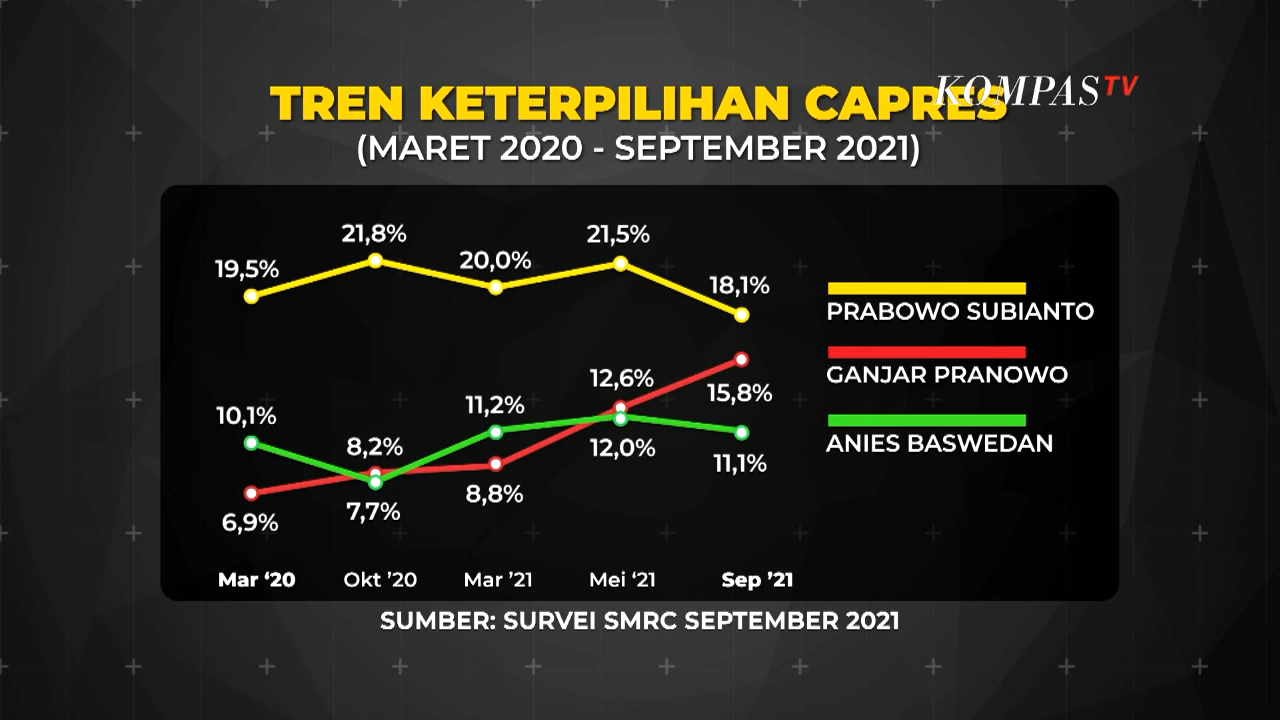 KOMPASTV
TREN KETERPILIHAN CAPRES
(MARET 2020 - SEPTEMBER 2021)
21,8%
21,5%
19,5%
20,0%
18,1%
PRABOWO SUBIANTO
12,6%
GANJAR PRANOWO
15,8%
11,2%
10,1%
8,2%
12,0%
ANIES BASWEDAN
11,1%
8,8%
7,7%
6,9%
Mar ‘20 Okt ’20 Mar ’21 Mei ‘21 Sep ’21
SUMBER: SURVEI SMRC SEPTEMBER 2021